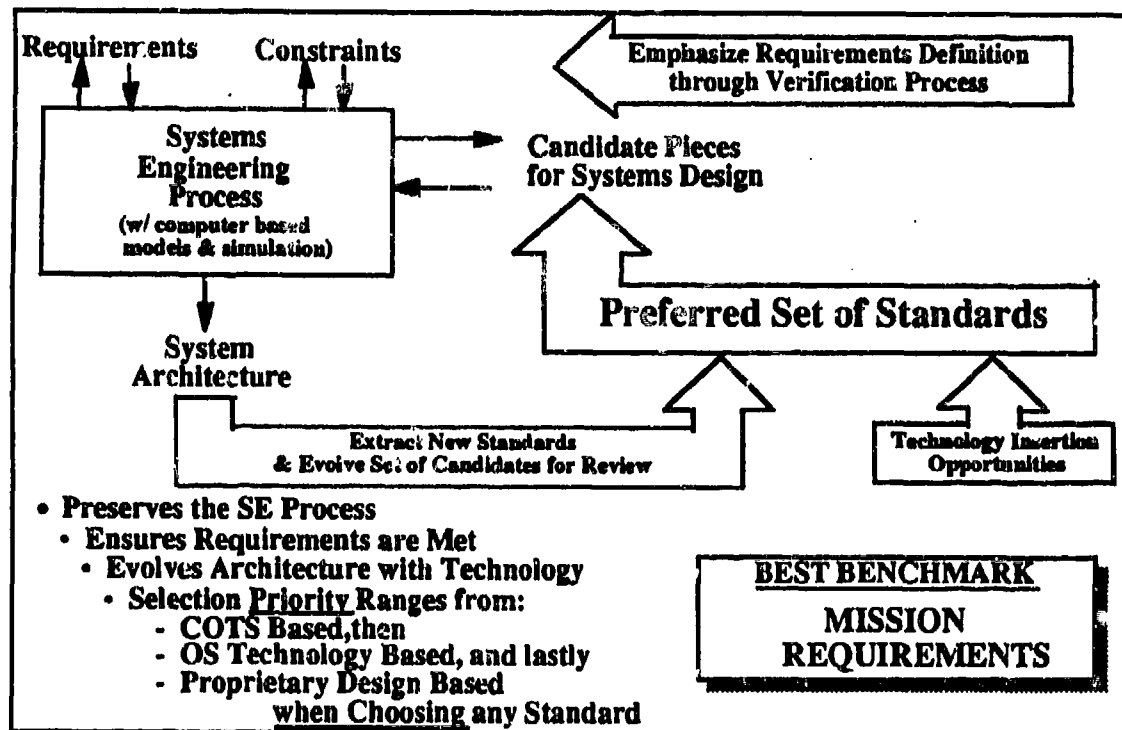 Requirements
Constraints
Emphasize Requirements Definition
through Verification Process
Systems
Engineering
Process
(w/ computer based
models & simulation)
Candidate Pieces
for Systems Design
Preferred Set of Standards
System
Architecture
Extract New Standards
& Evolve Set of Candidates for Review
Technology Insertion
Opportunities
• Preserves the SE Process
• Ensures Requirements are Met
• Evolves Architecture with Technology
• Selection Priority Ranges from:
- COTS Based,then
- OS Technology Based, and lastly
- Proprietary Design Based
when Choosing any Standard
BEST BENCHMARK
MISSION
REQUIREMENTS